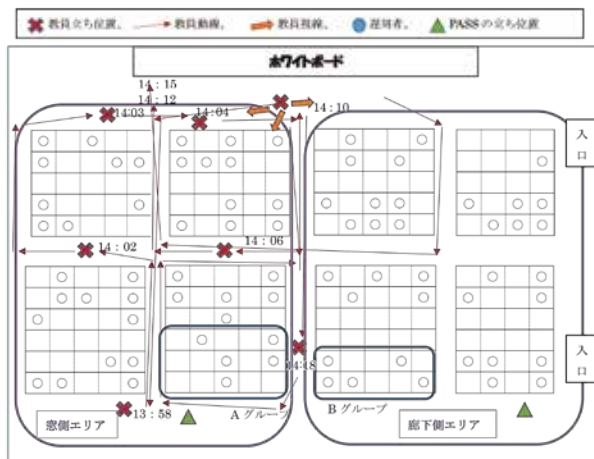 教員立ち位置、 教員動線、 教員視線、 遅刻者、 PASSの立ち位置
ホワイトボード
14：15
14：12
14:03
14:04
14：10
入口
14：02
14：06
入口
13：58
Aグループ
Bグループ
窓側エリア
廊下側エリア